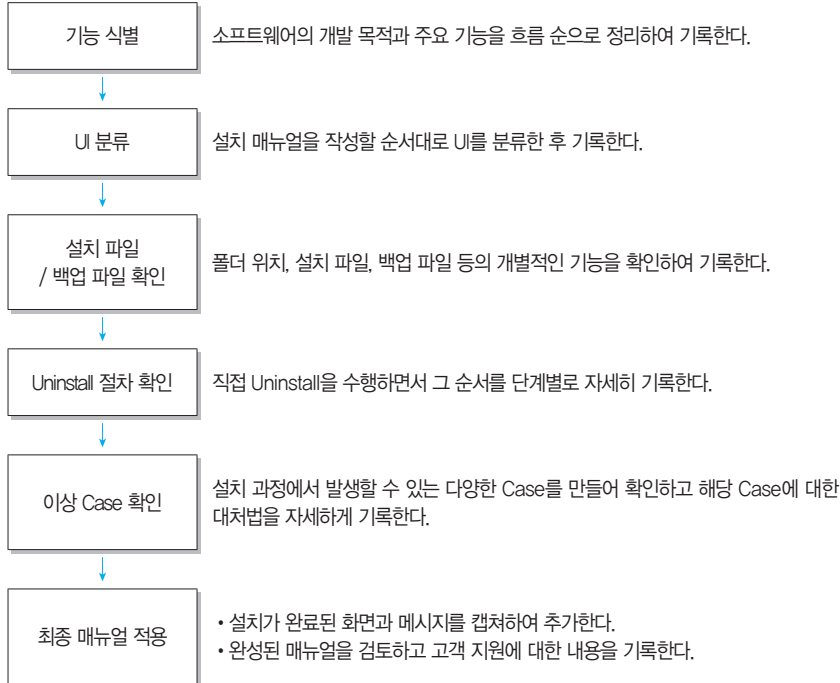 기능 식별
소프트웨어의 개발 목적과 주요 기능을 흐름 순으로 정리하여 기록한다.
UI 분류
설치 매뉴얼을 작성할 순서대로 UI를 분류한 후 기록한다.
설치 파일
/ 백업 파일 확인
폴더 위치, 설치 파일, 백업 파일 등의 개별적인 기능을 확인하여 기록한다.
Uninstall 절차 확인
직접 Uninstall을 수행하면서 그 순서를 단계별로 자세히 기록한다.
이상 Case 확인
설치 과정에서 발생할 수 있는 다양한 Case를 만들어 확인하고 해당 Case에 대한
대처법을 자세하게 기록한다.
최종 매뉴얼 적용
• 설치가 완료된 화면과 메시지를 캡쳐하여 추가한다.
• 완성된 매뉴얼을 검토하고 고객 지원에 대한 내용을 기록한다.